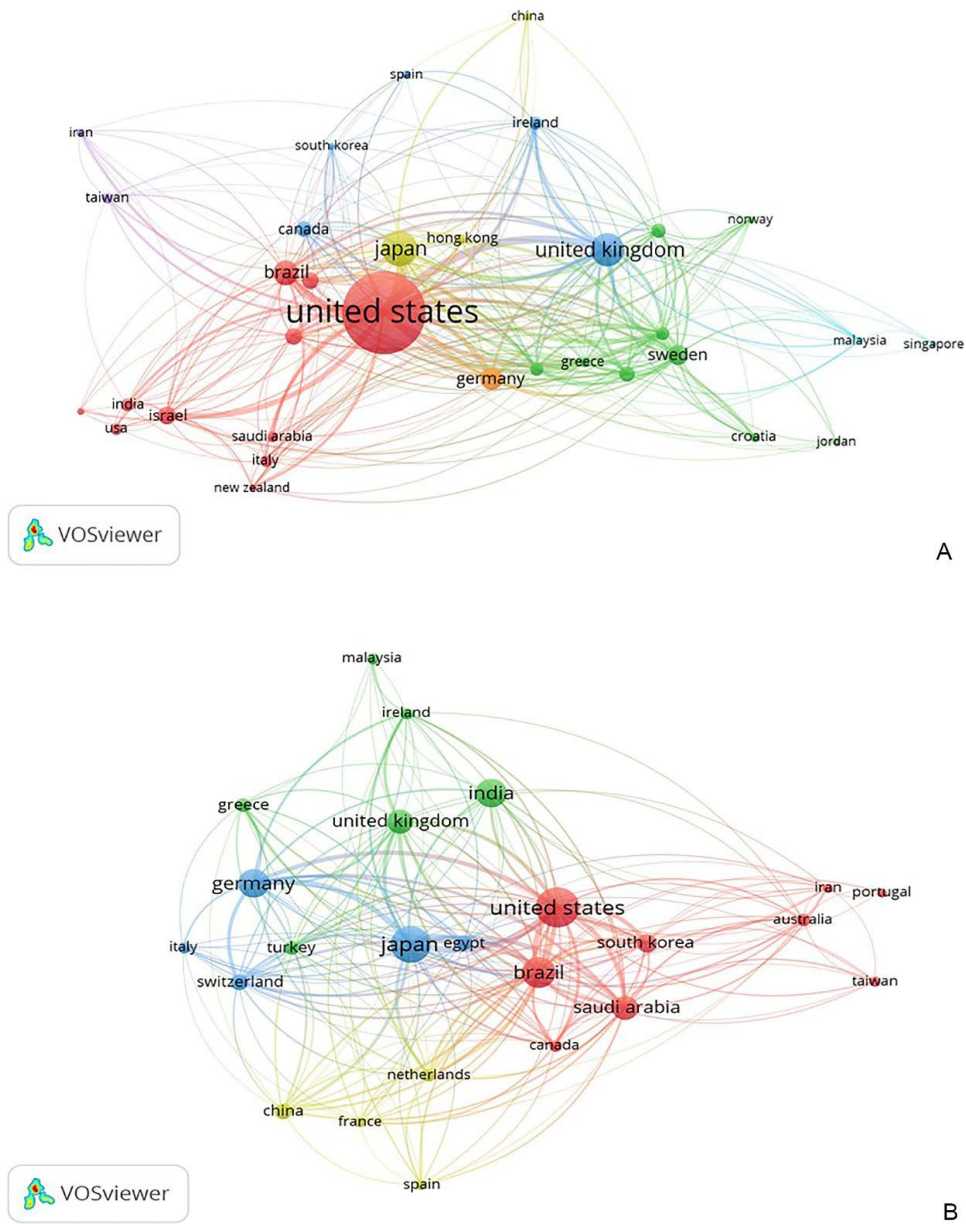 china
spain
ireland
iran
south korea
taiwan
norway
canada
hong kong
japan
united kingdom
brazil
united states
malaysia
singapore
sweden
greece
germany
india
israel
usa
saudi arabia
croatia
jordan
italy
new zealand
VOSviewer
A
malaysia
ireland
india
greece
united kingdom
germany
iran
portugal
united states
australia
japan
egypt
south korea
italy
turkey
brazil
switzerland
taiwan
saudi arabia
canada
netherlands
china
france
spain
VOSviewer
B